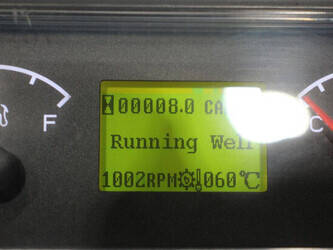 00008.0 CA
F
C
Running Well
1002RPM 060℃